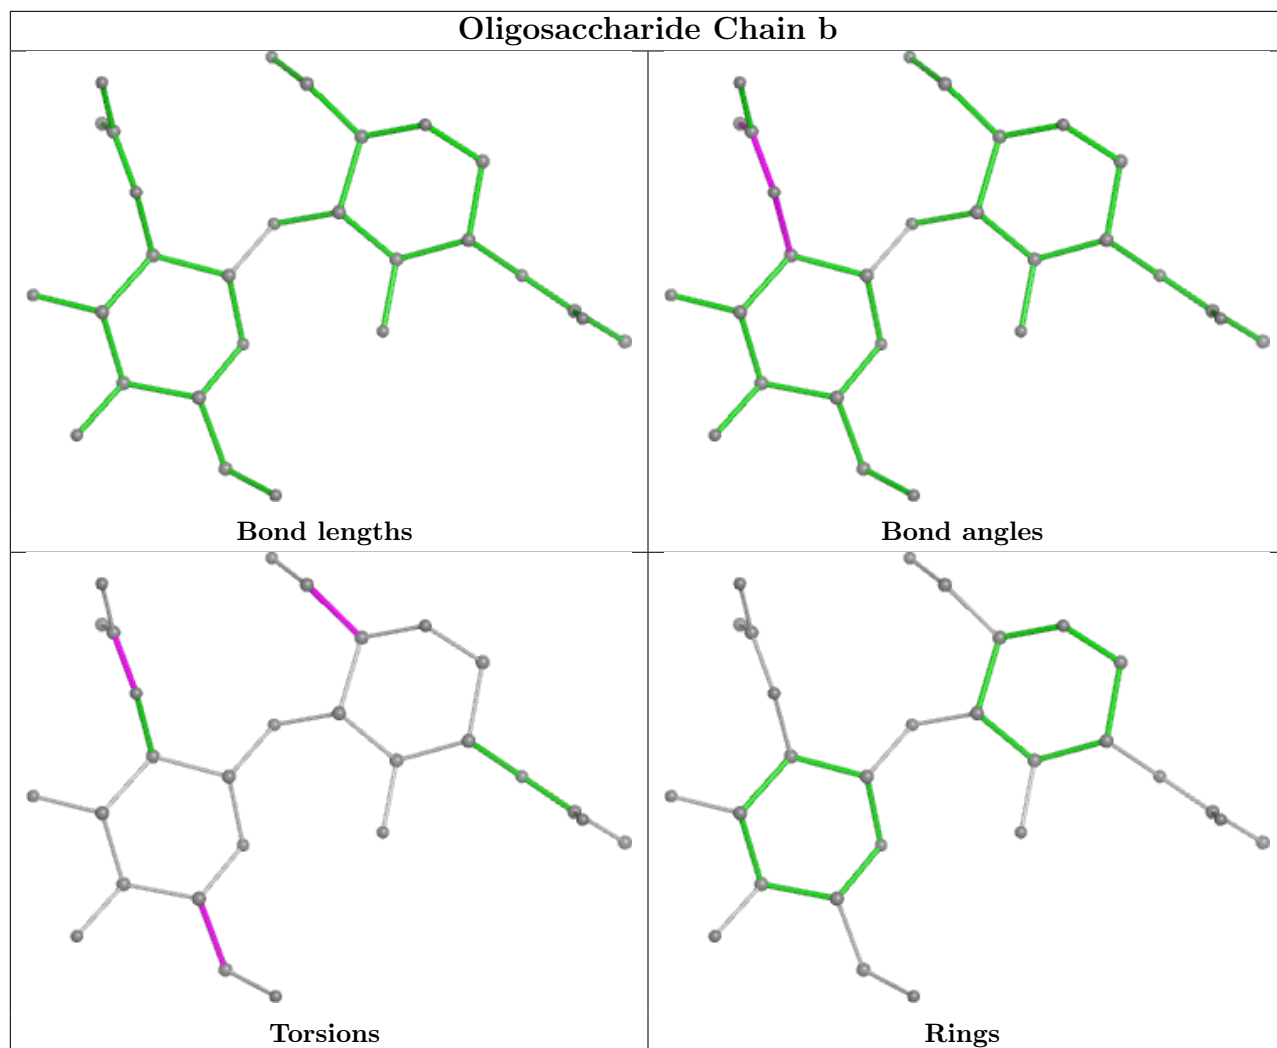 Oligosaccharide Chain b
Bond lengths
Bond angles
Torsions
Rings